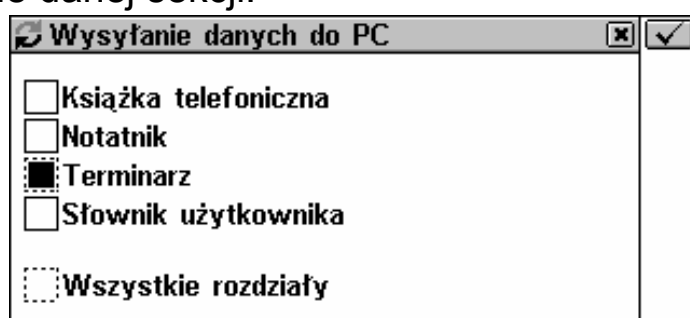 Wysyłanie danych do PC
Książka telefoniczna
Notatnik
Terminarz
Słownik użytkownika
Wszystkie rozdziały